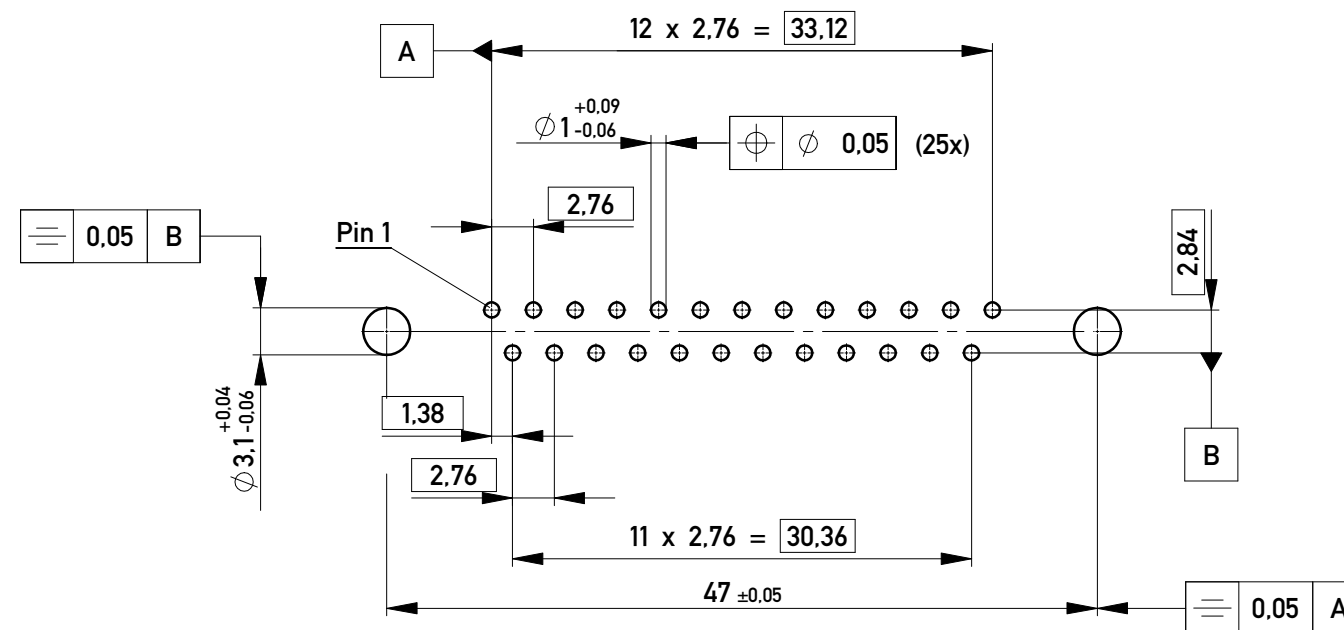 12 x 2,76 = 33,12
A
⌀1 +0,09 -0,06
⌖ ⌀ 0,05 (25x)
2,76
⌯ 0,05 B
Pin 1
2,84
⌀3,1 +0,04 -0,06
1,38
2,76
B
11 x 2,76 = 30,36
47 ±0,05
⌯ 0,05 A